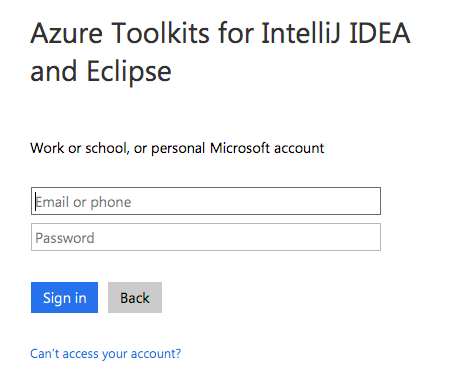 Azure Toolkits for IntelliJ IDEA
and Eclipse
Work or school, or personal Microsoft account
Email or phone
Password
Sign in Back
Can't access your account?